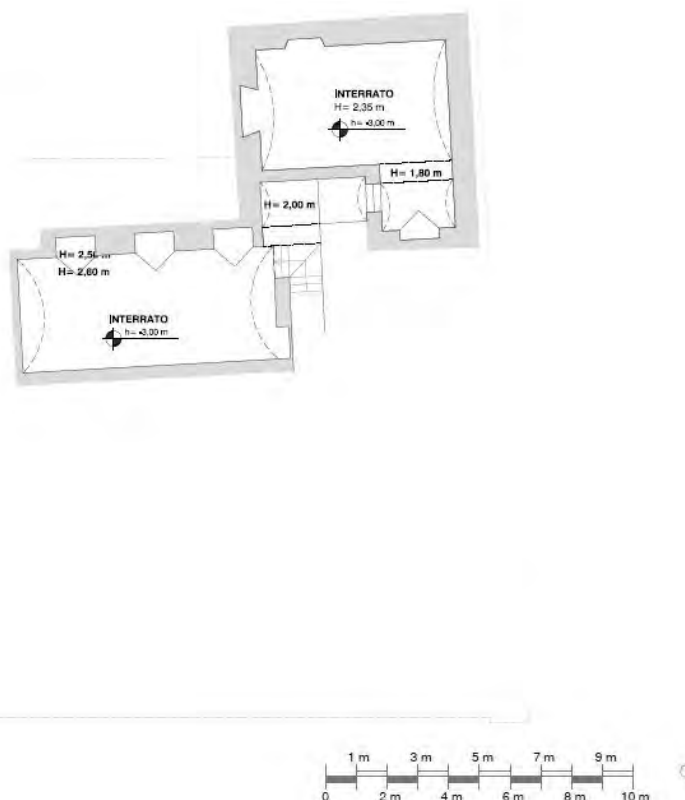 INTERRATO
H= 2,35 m
h= -3,00 m
H= 1,80 m
H= 2,00 m
H= 2,60 m
INTERRATO
h= -3,00 m
1 m 3 m 5 m 7 m 9 m
0 2 m 4 m 6 m 8 m 10 m